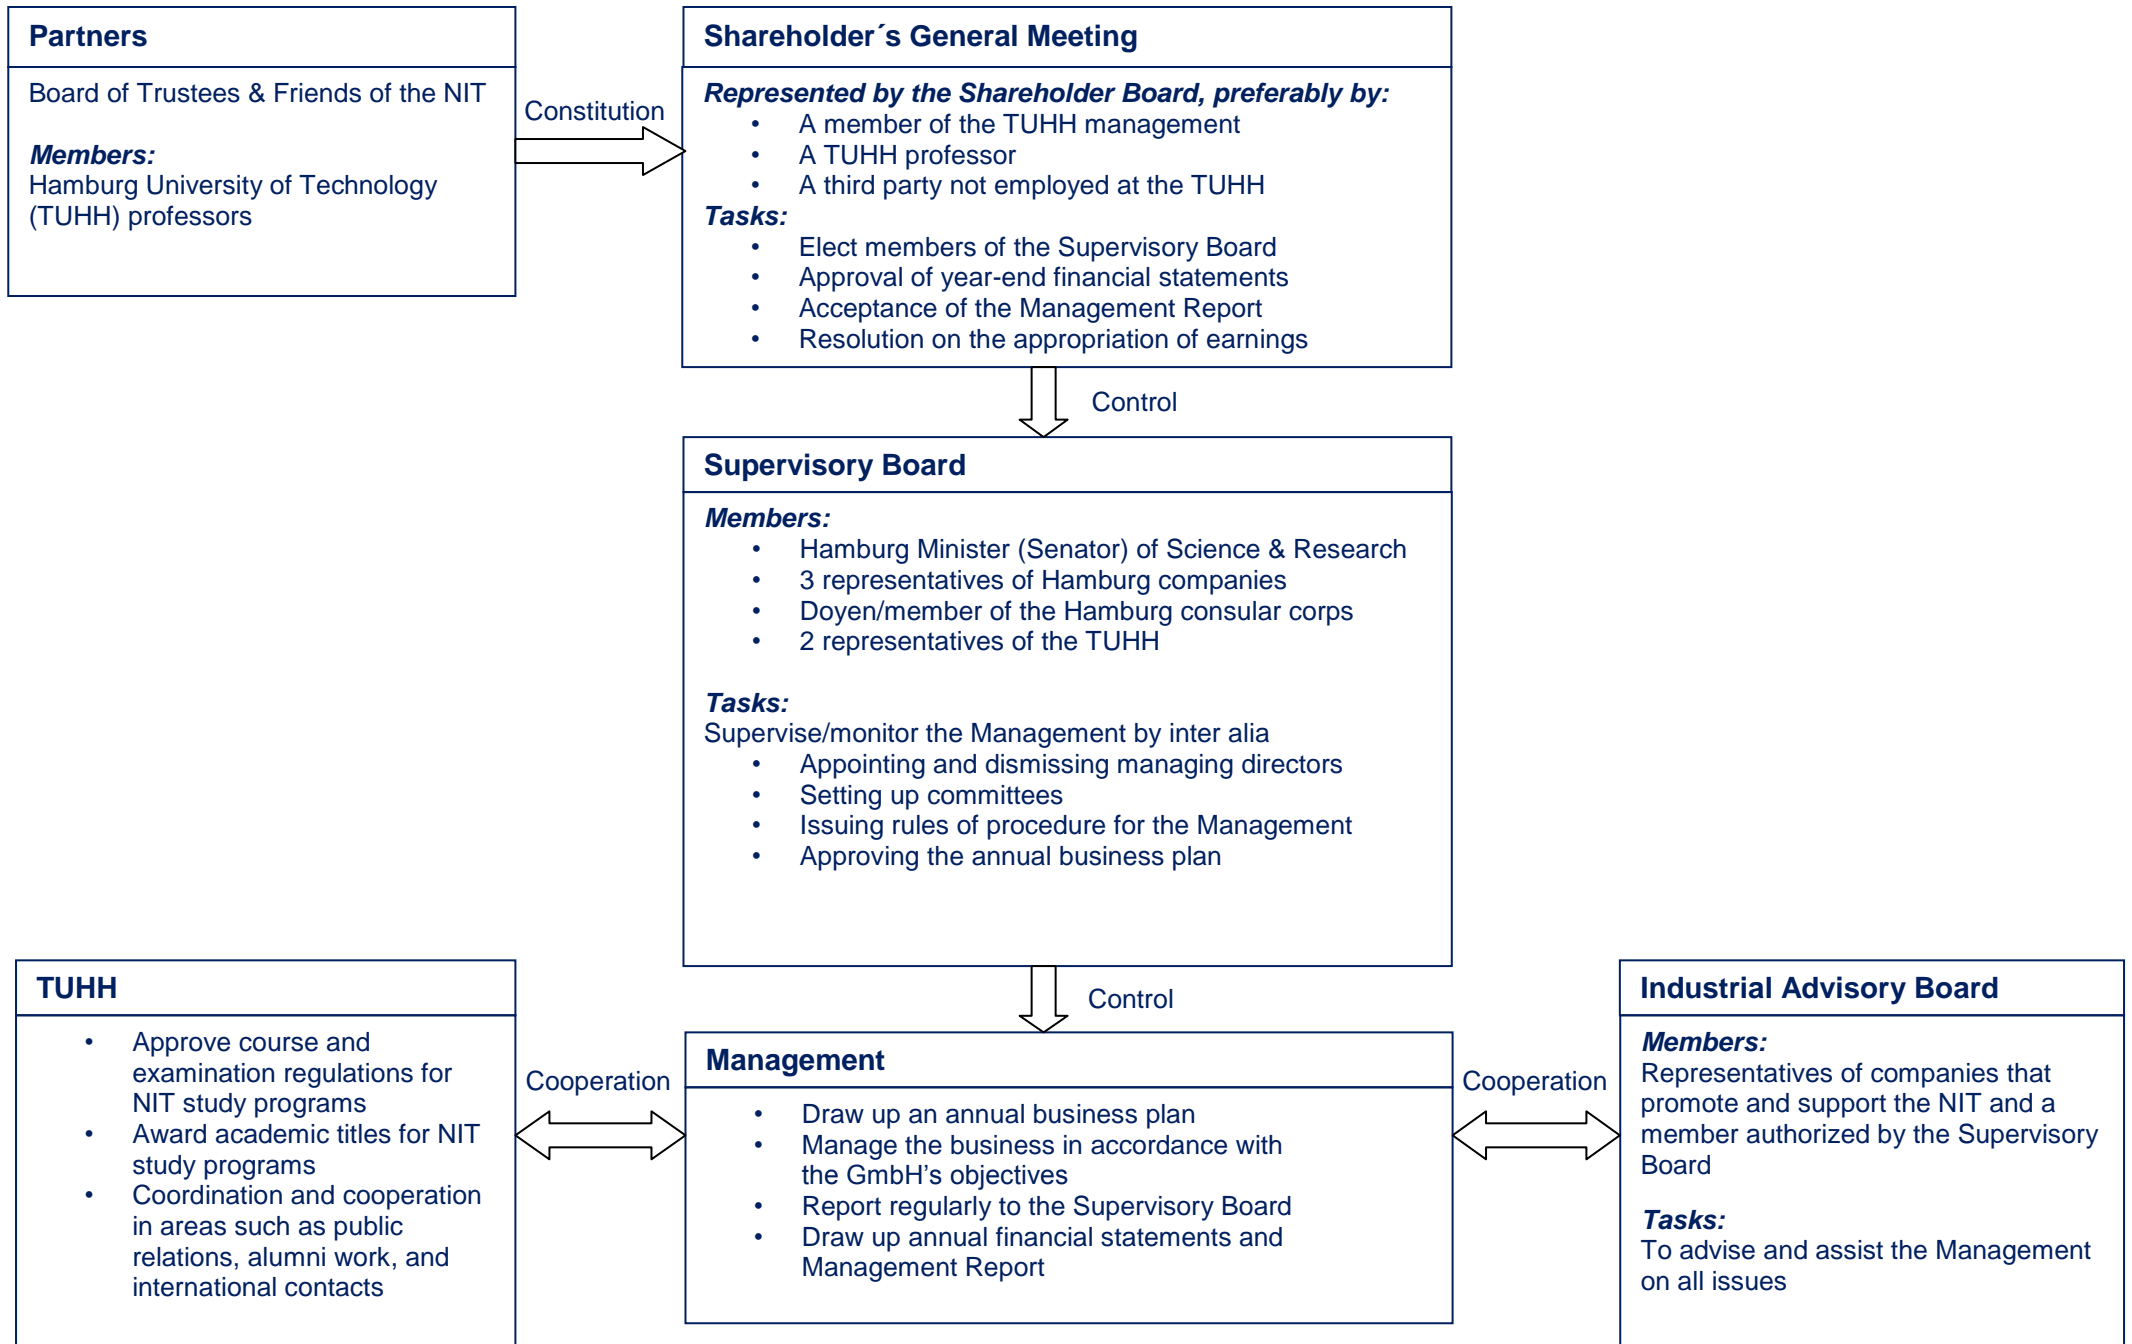 Partners
Board of Trustees & Friends of the NIT
Members:
Hamburg University of Technology
(TUHH) professors
Constitution
Shareholder´s General Meeting
Represented by the Shareholder Board, preferably by:
• A member of the TUHH management
• A TUHH professor
• A third party not employed at the TUHH
Tasks:
• Elect members of the Supervisory Board
• Approval of year-end financial statements
• Acceptance of the Management Report
• Resolution on the appropriation of earnings
Control
Supervisory Board
Members:
• Hamburg Minister (Senator) of Science & Research
• 3 representatives of Hamburg companies
• Doyen/member of the Hamburg consular corps
• 2 representatives of the TUHH
Tasks:
Supervise/monitor the Management by inter alia
• Appointing and dismissing managing directors
• Setting up committees
• Issuing rules of procedure for the Management
• Approving the annual business plan
Control
TUHH
• Approve course and
examination regulations for
NIT study programs
• Award academic titles for NIT
study programs
• Coordination and cooperation
in areas such as public
relations, alumni work, and
international contacts
Cooperation
Management
• Draw up an annual business plan
• Manage the business in accordance with
the GmbH’s objectives
• Report regularly to the Supervisory Board
• Draw up annual financial statements and
Management Report
Cooperation
Industrial Advisory Board
Members:
Representatives of companies that
promote and support the NIT and a
member authorized by the Supervisory
Board
Tasks:
To advise and assist the Management
on all issues